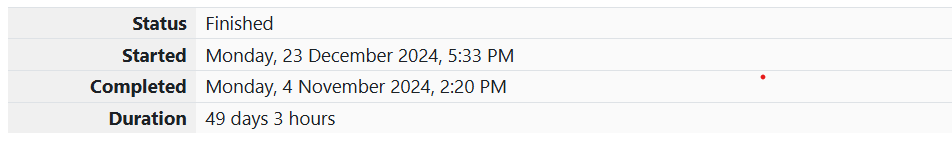 Status Finished
Started Monday, 23 December 2024, 5:33 PM
Completed Monday, 4 November 2024, 2:20 PM
Duration 49 days 3 hours